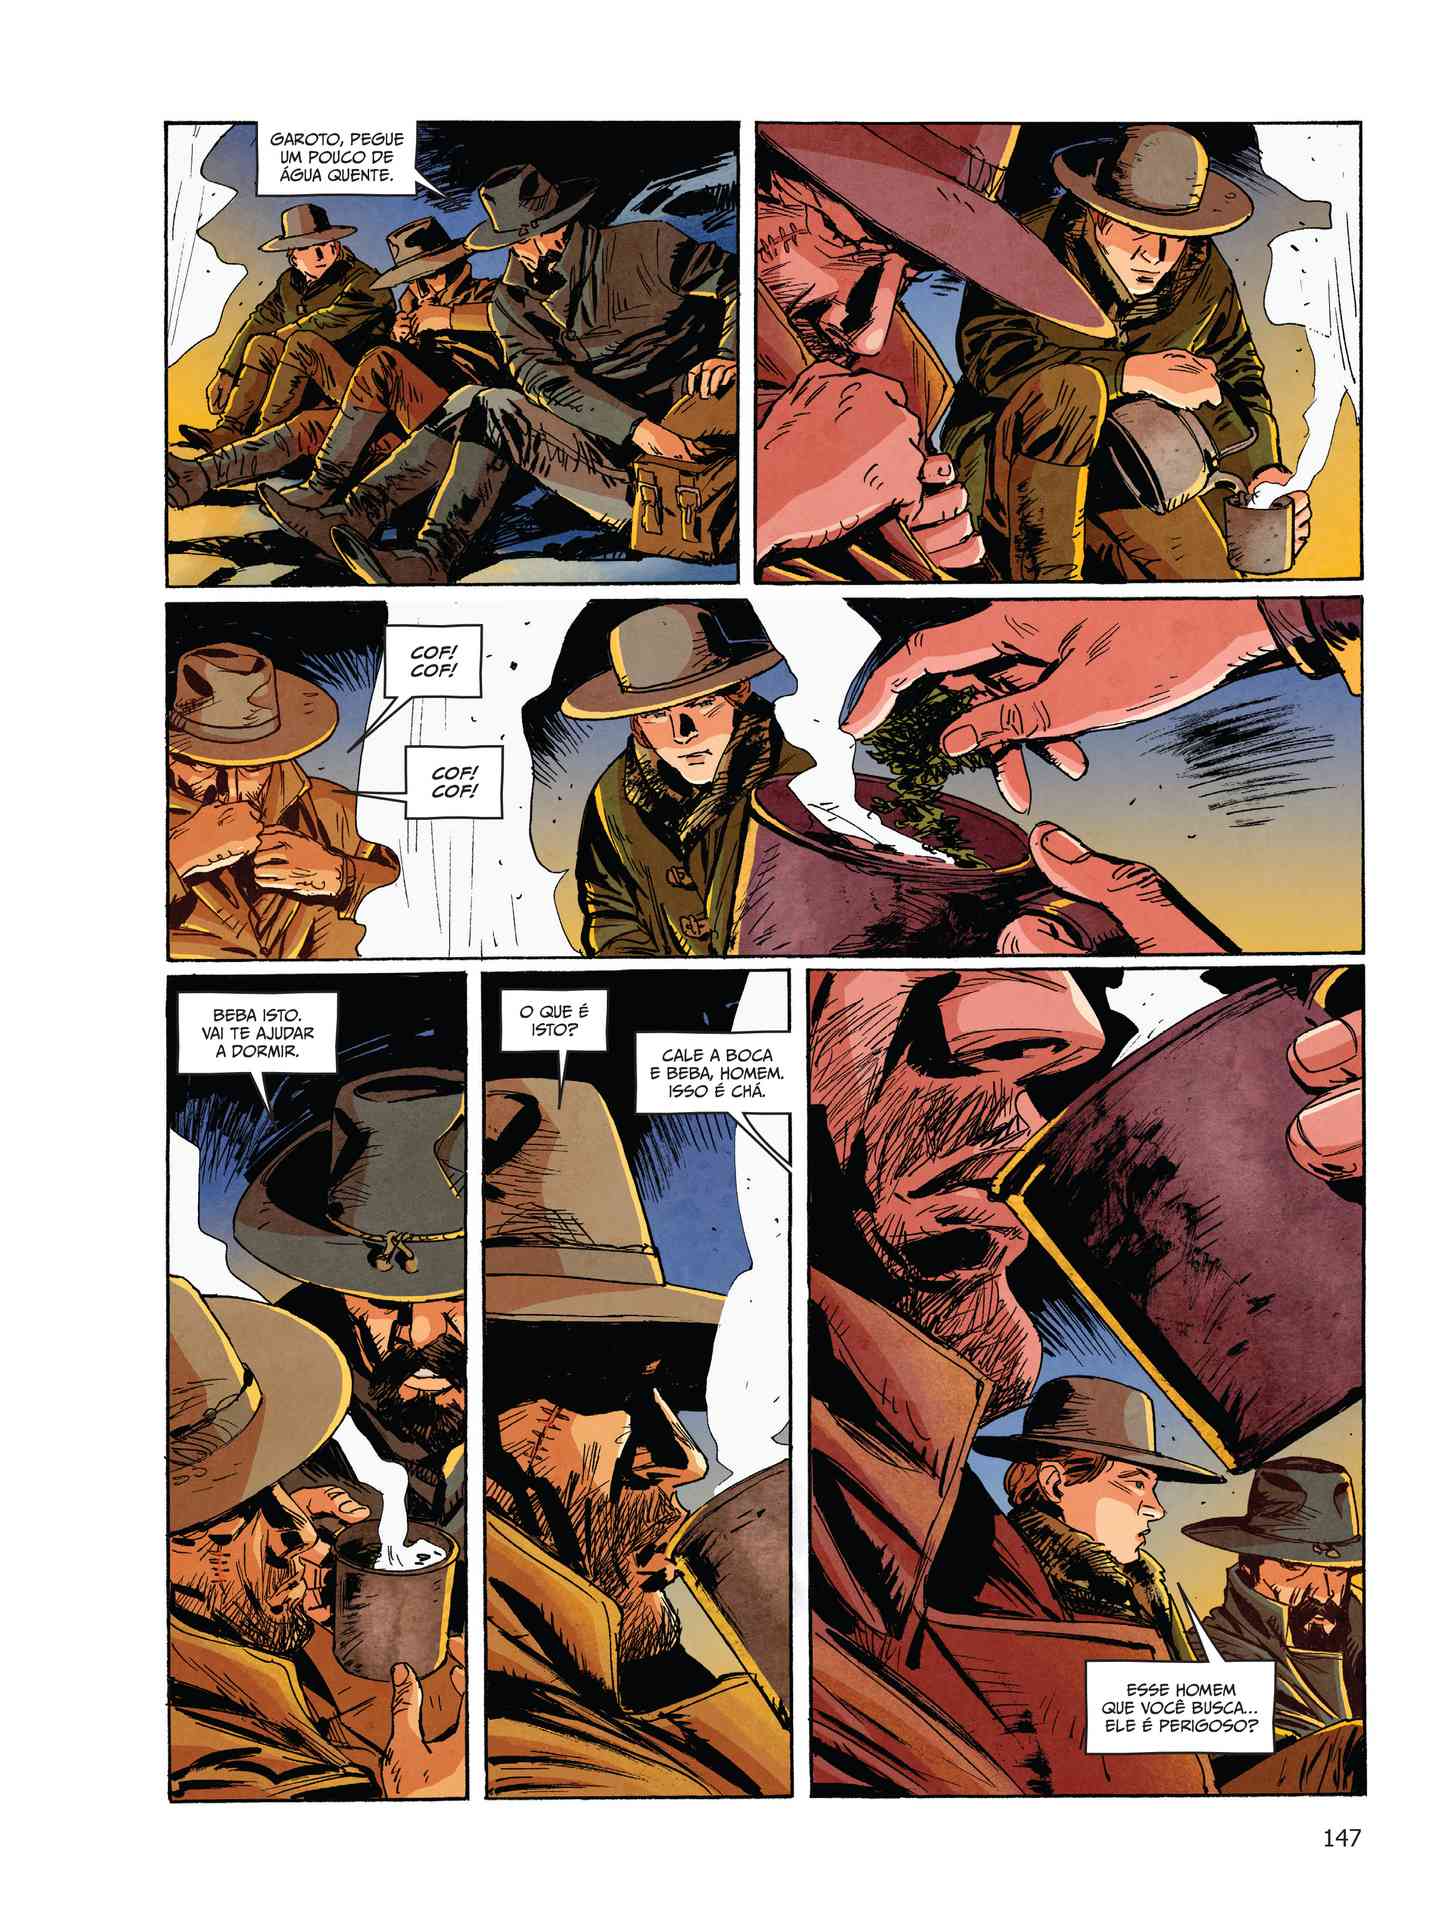 GAROTO, PEGUE
UM POUCO DE
ÁGUA QUENTE.
COF!
COF!
COF!
COF!
BEBA ISTO.
VAI TE AJUDAR
A DORMIR.
O QUE É
ISTO?
CALE A BOCA
E BEBA, HOMEM.
ISSO É CHÁ.
ESSE HOMEM
QUE VOCÊ BUSCA...
ELE É PERIGOSO?
147